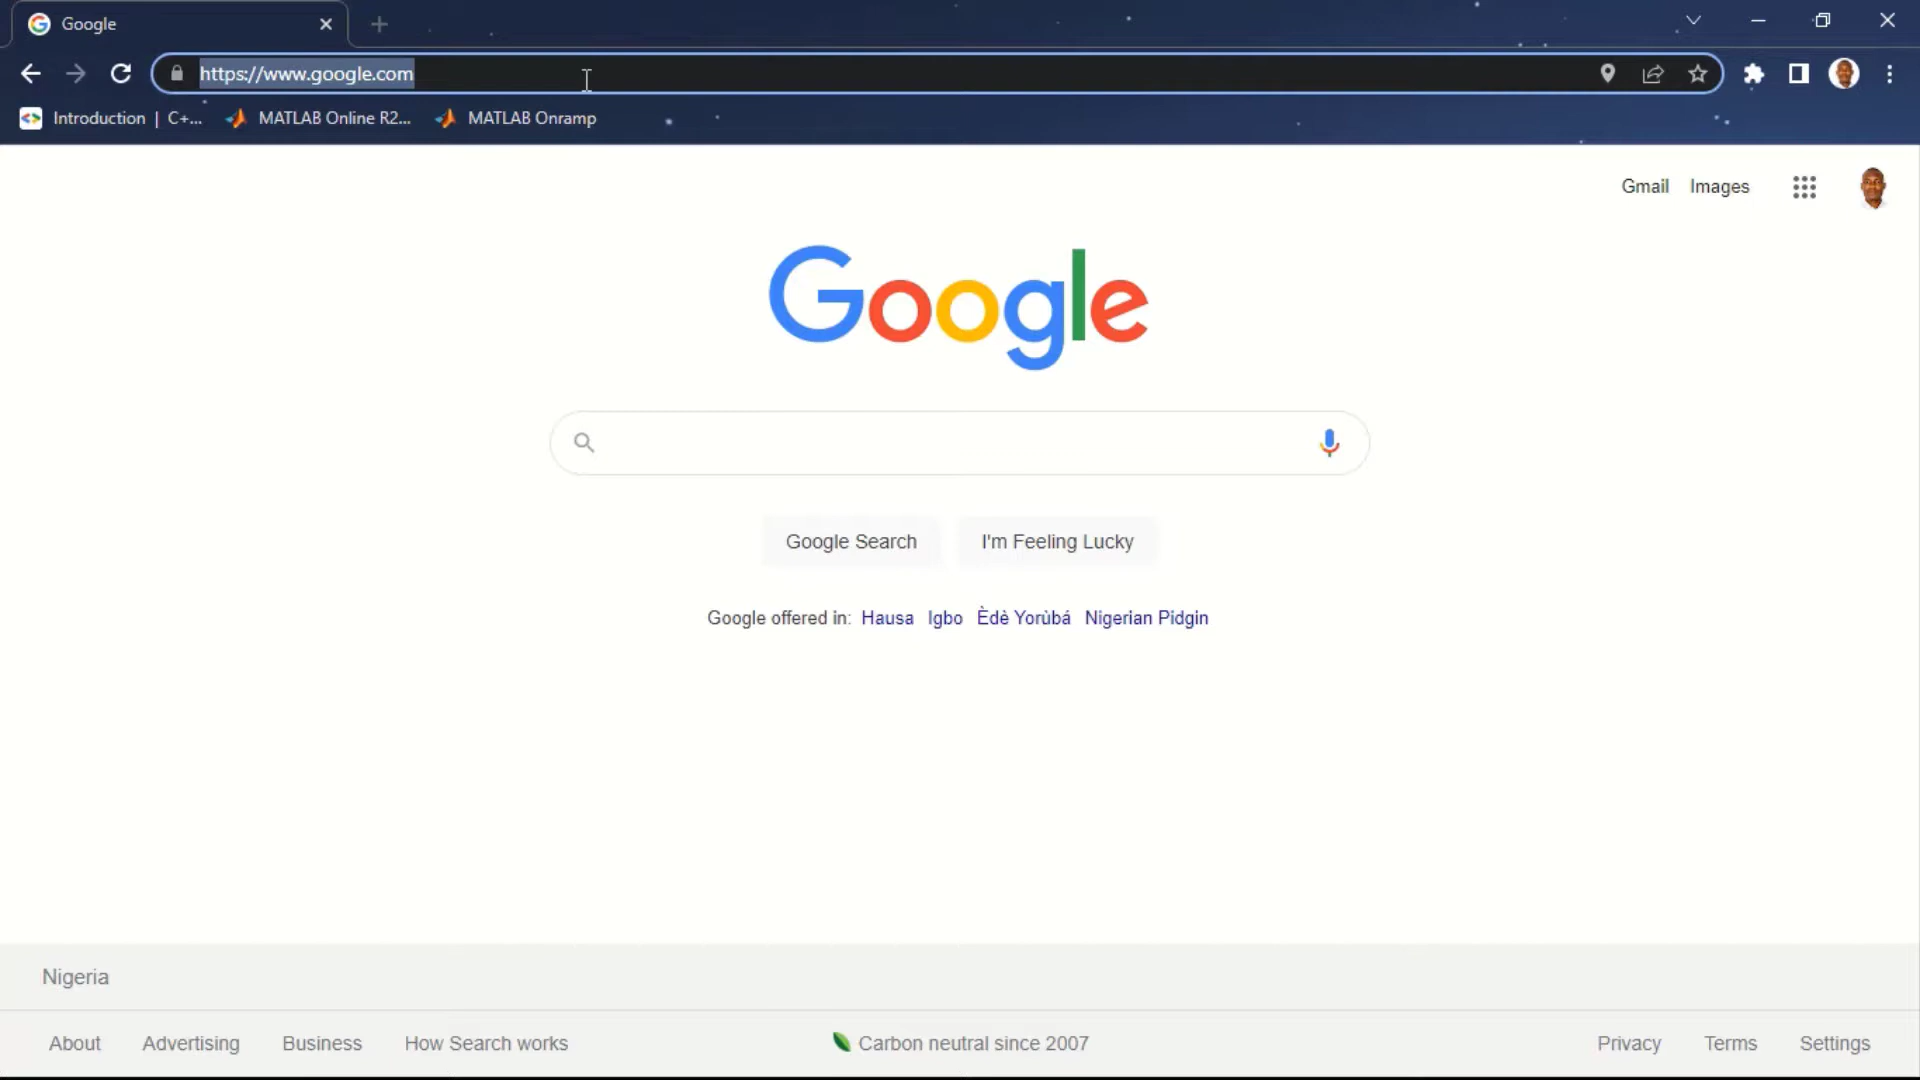 Google
https://www.google.com
Introduction | C+... MATLAB Online R2... MATLAB Onramp
Gmail Images
Google
Google Search I'm Feeling Lucky
Google offered in: Hausa Igbo Èdè Yorùbá Nigerian Pidgin
Nigeria
About Advertising Business How Search works Carbon neutral since 2007 Privacy Terms Settings